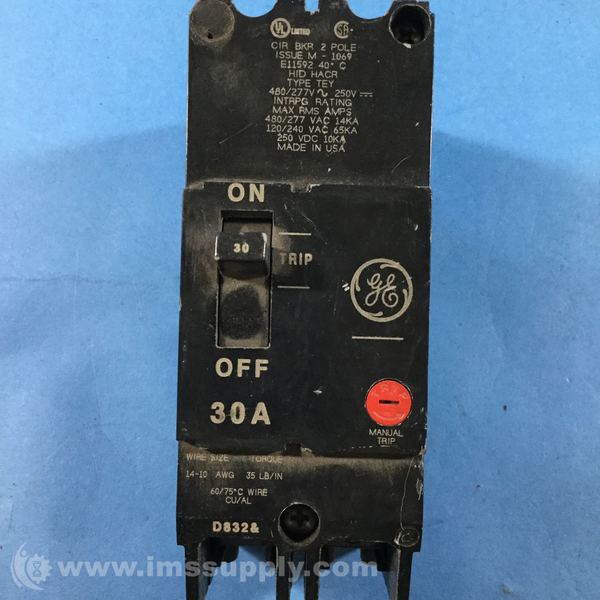 UL LISTED SA
CIR BKR 2 POLE
ISSUE M - 1069
E11592 40° C
HID HACR
TYPE TEY
480/277V ~ 250V ⎓
INTRPG RATING
MAX RMS AMPS
480/277 VAC 14KA
120/240 VAC 65KA
250 VDC 10KA
MADE IN USA
ON
30
TRIP
GE
OFF
30A
MANUAL
TRIP
WIRE SIZE TORQUE
14-10 AWG 35 LB/IN
60/75°C WIRE
CU/AL
D832&
www.imssupply.com